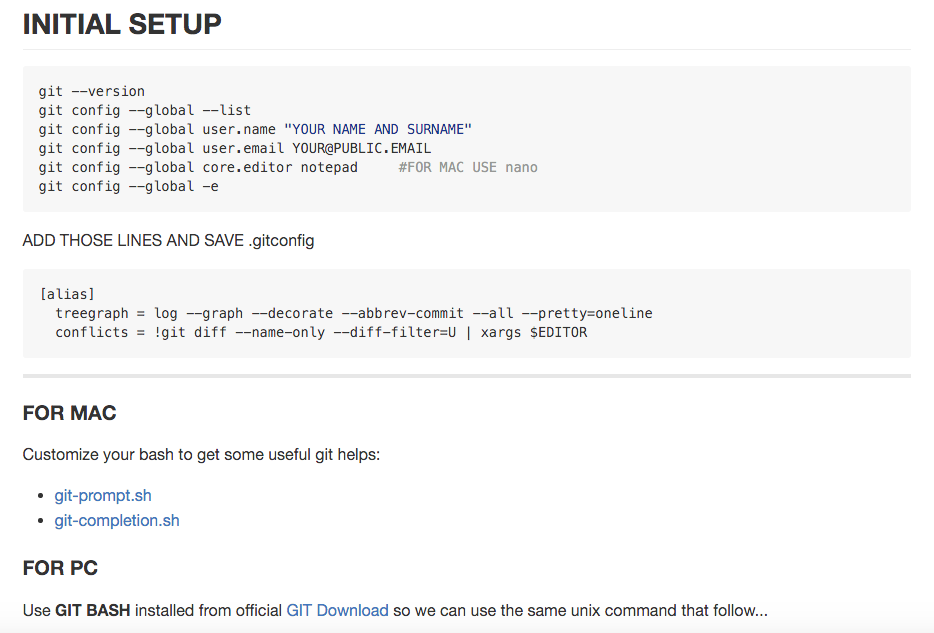 INITIAL SETUP
git --version
git config --global --list
git config --global user.name "YOUR NAME AND SURNAME"
git config --global user.email YOUR@PUBLIC.EMAIL
git config --global core.editor notepad     #FOR MAC USE nano
git config --global -e
ADD THOSE LINES AND SAVE .gitconfig
[alias]
  treegraph = log --graph --decorate --abbrev-commit --all --pretty=oneline
  conflicts = !git diff --name-only --diff-filter=U | xargs $EDITOR
FOR MAC
Customize your bash to get some useful git helps:
• git-prompt.sh
• git-completion.sh
FOR PC
Use GIT BASH installed from official GIT Download so we can use the same unix command that follow...